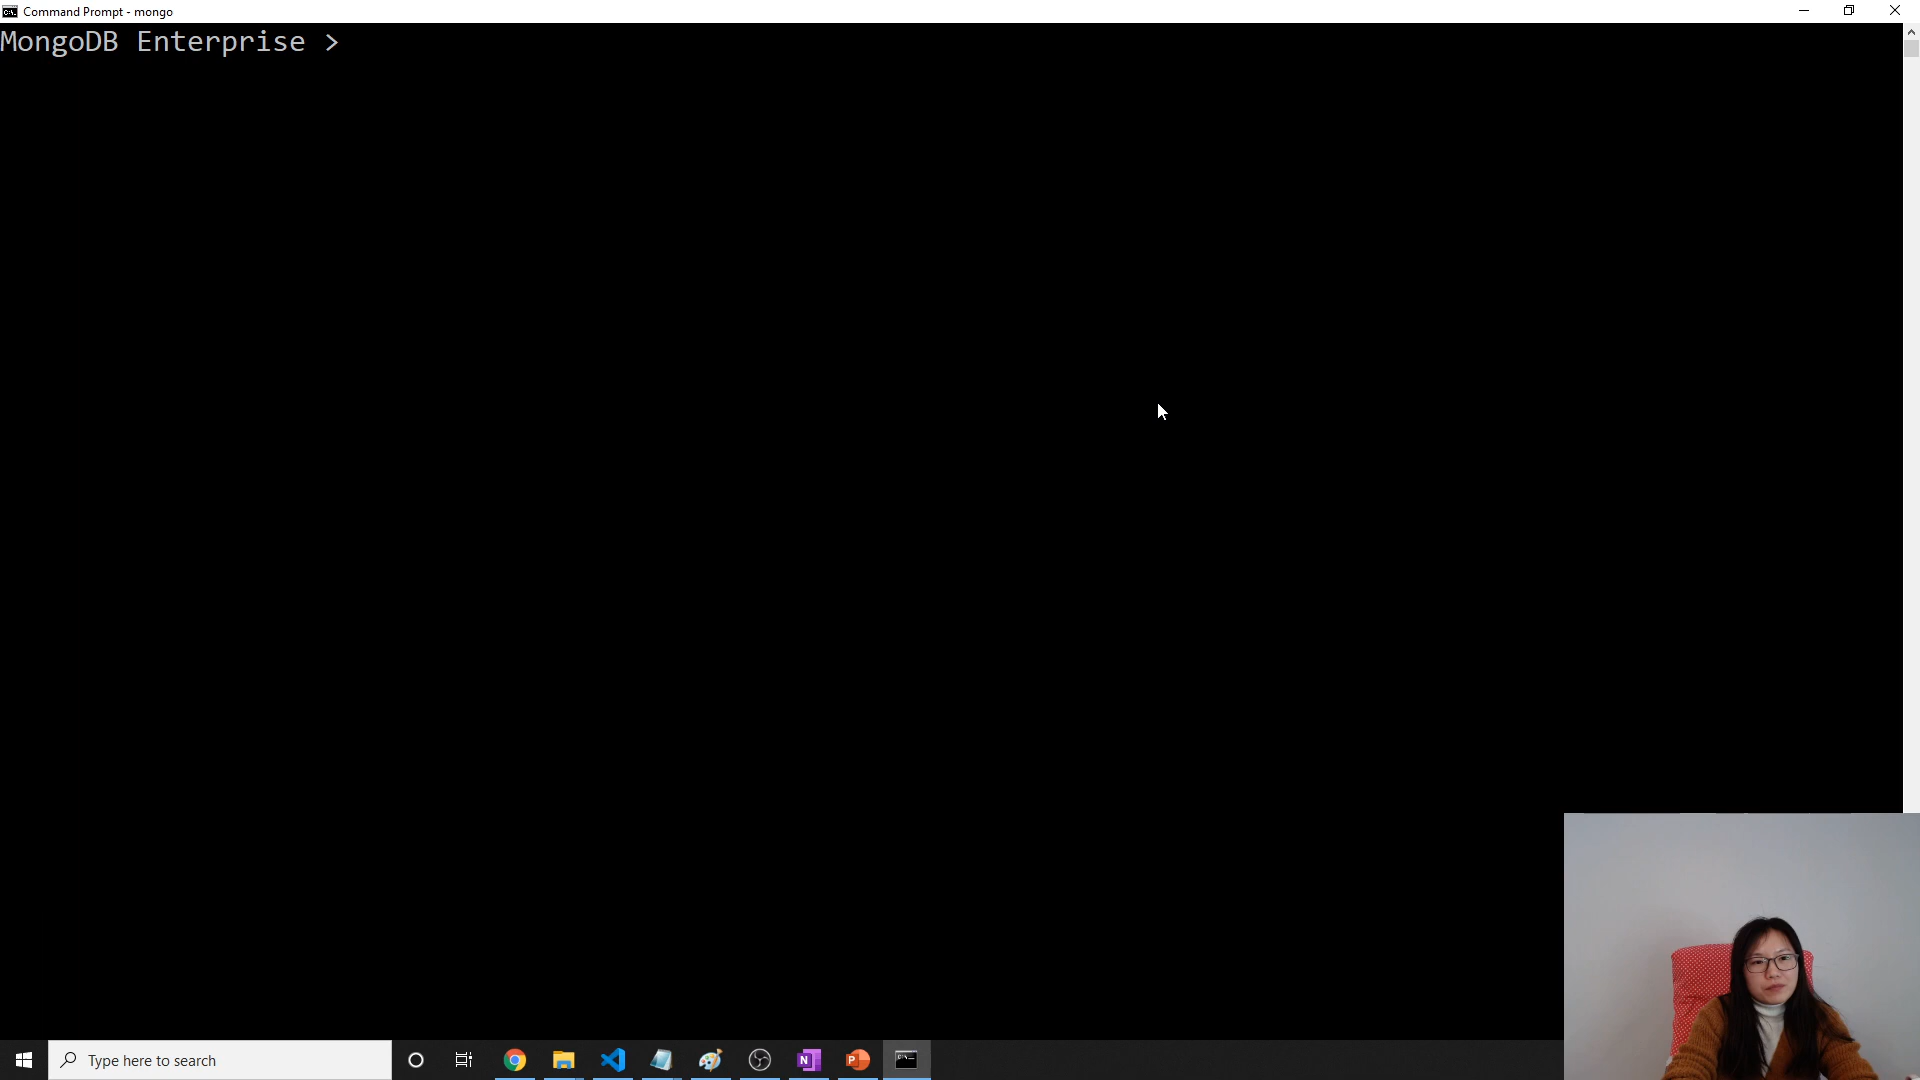 Command Prompt - mongo
MongoDB Enterprise >
Type here to search